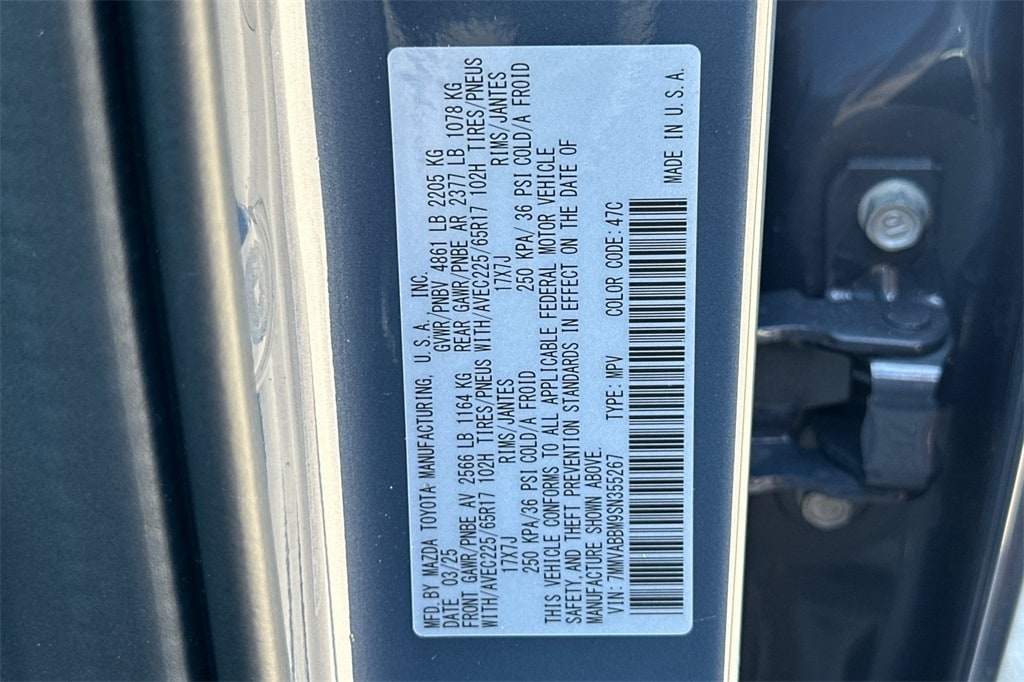 MFD. BY MAZDA TOYOTA MANUFACTURING, U. S. A. INC.
DATE 03/25 GVWR/PNBV 4861 LB 2205 KG
FRONT GAWR/PNBE AV 2566 LB 1164 KG REAR GAWR/PNBE AR 2377 LB 1078 KG
WITH/AVEC225/65R17 102H TIRES/PNEUS WITH/AVEC225/65R17 102H TIRES/PNEUS
17X7J RIMS/JANTES 17X7J RIMS/JANTES
250 KPA/36 PSI COLD/A FROID 250 KPA/ 36 PSI COLD/A FROID
THIS VEHICLE CONFORMS TO ALL APPLICABLE FEDERAL MOTOR VEHICLE
SAFETY, AND THEFT PREVENTION STANDARDS IN EFFECT ON THE DATE OF
MANUFACTURE SHOWN ABOVE.
VIN: 7MMVABBM9SN355267 TYPE: MPV COLOR CODE: 47C
MADE IN U. S. A.